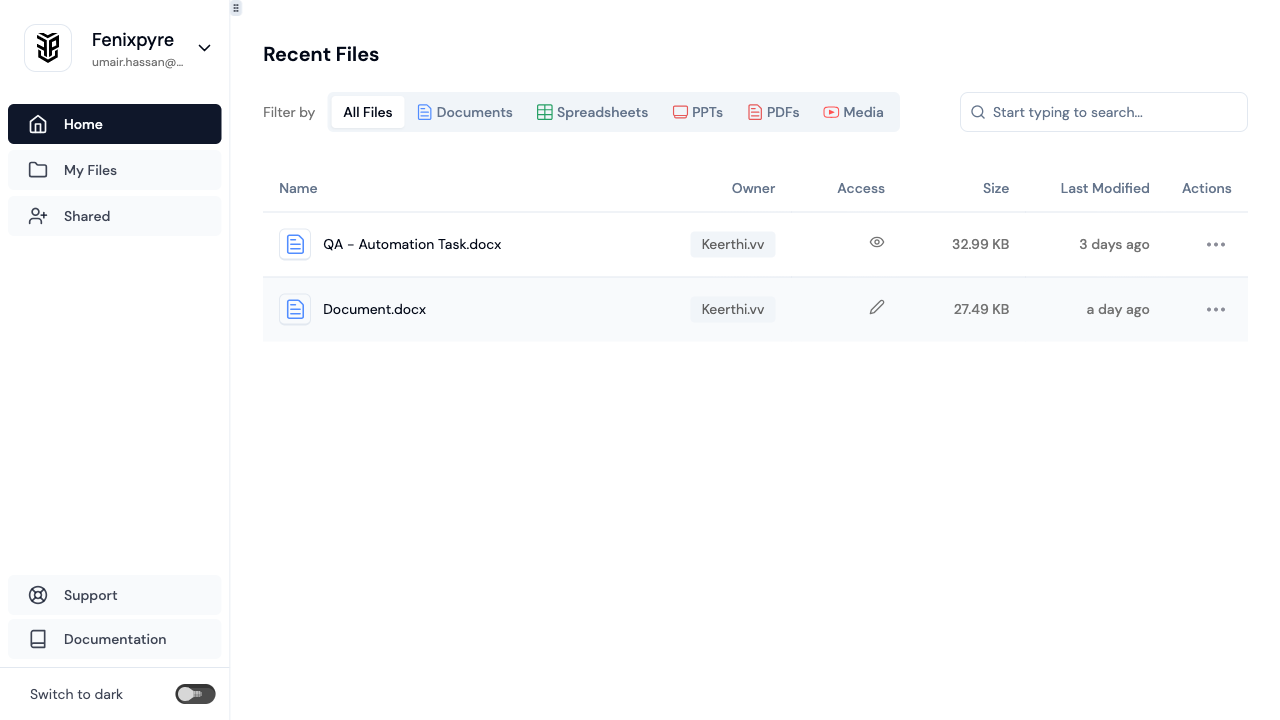 Fenixpyre
umair.hassan@...
Home
My Files
Shared
Support
Documentation
Switch to dark
Recent Files
Filter by
All Files
Documents
Spreadsheets
PPTs
PDFs
Media
Start typing to search...
Name Owner Access Size Last Modified Actions
QA - Automation Task.docx Keerthi.vv 32.99 KB 3 days ago
Document.docx Keerthi.vv 27.49 KB a day ago